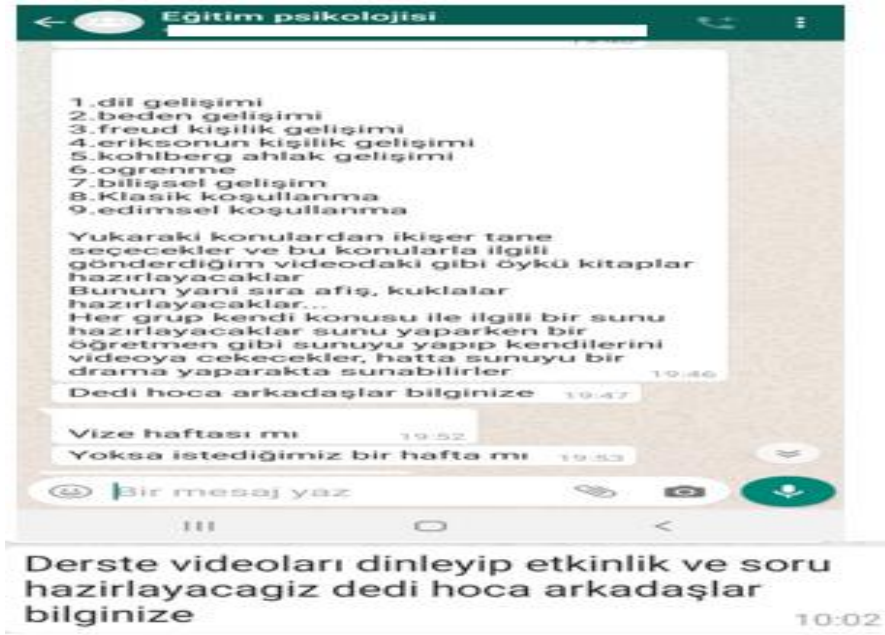 Eğitim psikolojisi
1.dil gelişimi
2.beden gelişimi
3.freud kişilik gelişimi
4.eriksonun kişilik gelişimi
5.kohlberg ahlak gelişimi
6.ogrenme
7.bilişsel gelişim
8.Klasik koşullanma
9.edimsel koşullanma
Yukaraki konulardan ikişer tane
seçecekler ve bu konularla ilgili
gönderdiğim videodaki gibi öykü kitaplar
hazırlayacaklar
Bunun yani sıra afiş, kuklalar
hazırlayacaklar...
Her grup kendi konusu ile ilgili bir sunu
hazırlayacaklar sunu yaparken bir
öğretmen gibi sunuyu yapıp kendilerini
videoya cekecekler, hatta sunuyu bir
drama yaparakta sunabilirler
19:46
Dedi hoca arkadaşlar bilginize 19:47
Vize haftası mı 19:52
Yoksa istediğimiz bir hafta mı 19:53
Bir mesaj yaz
Derste videoları dinleyip etkinlik ve soru
hazirlayacagiz dedi hoca arkadaşlar
bilginize 10:02